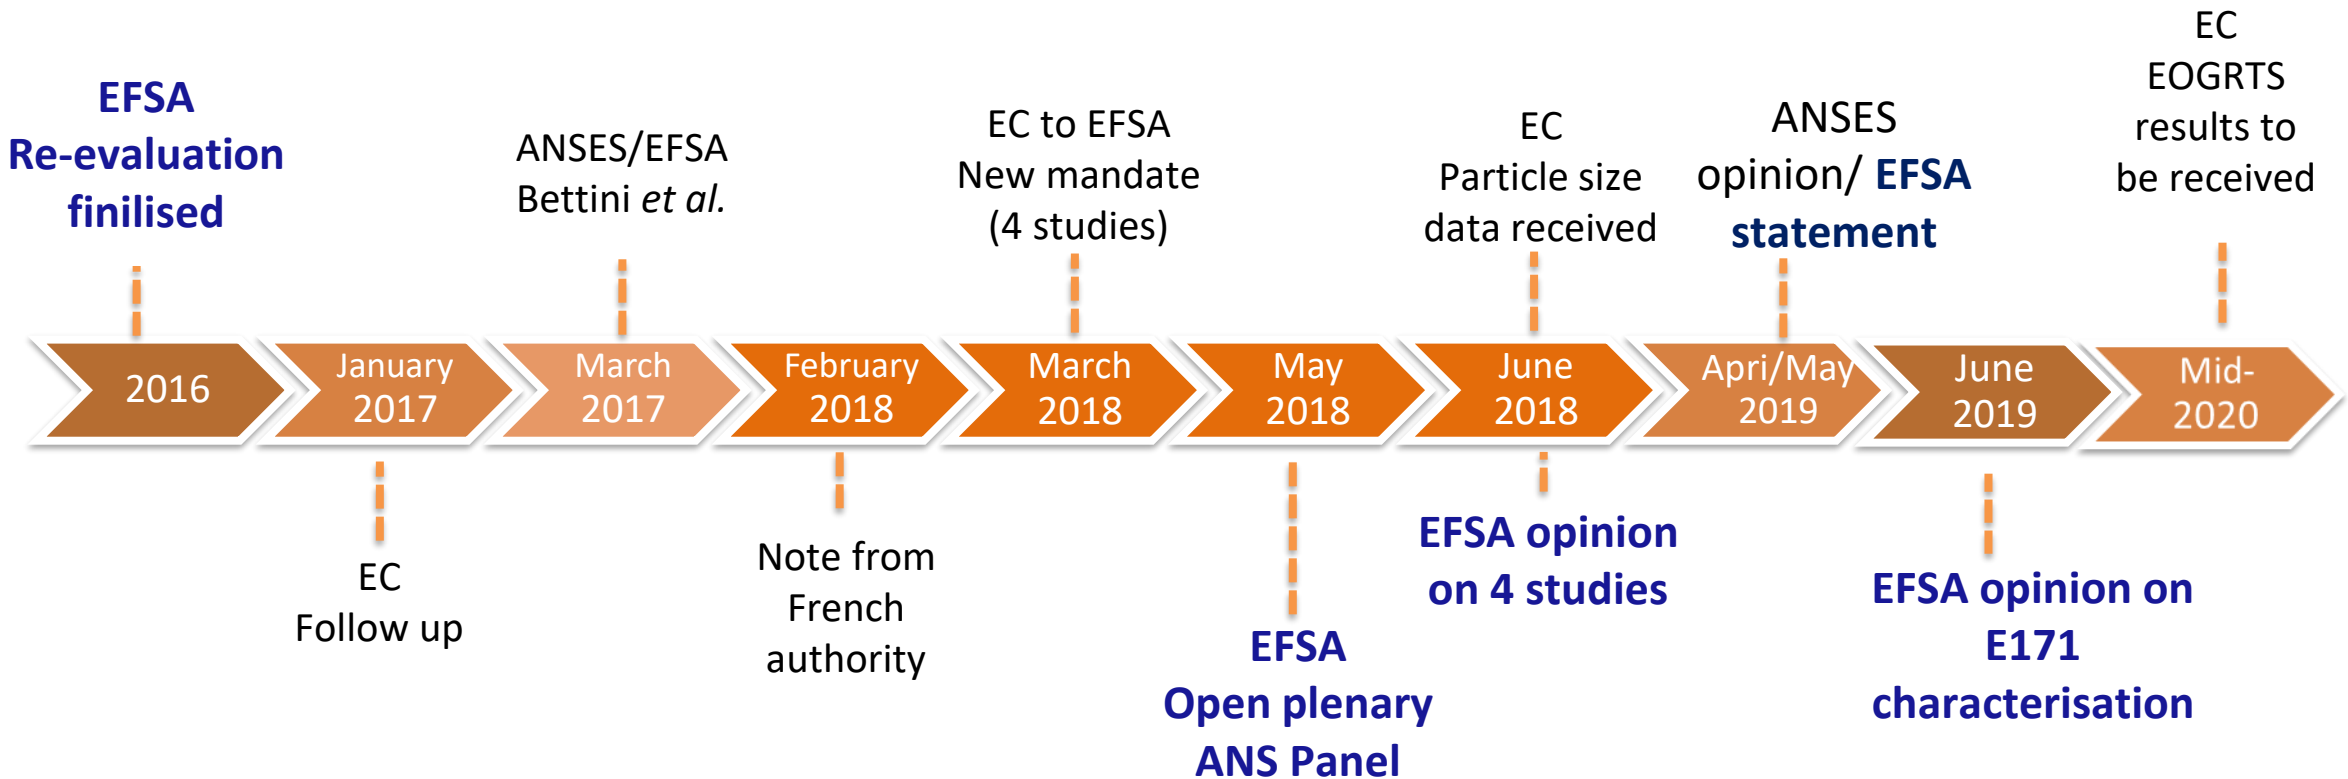 EFSA
Re-evaluation
finilised
ANSES/EFSA
Bettini et al.
EC to EFSA
New mandate
(4 studies)
EC
Particle size
data received
ANSES
opinion/ EFSA
statement
EC
EOGRTS
results to
be received
2016
January
2017
March
2017
February
2018
March
2018
May
2018
June
2018
Apri/May
2019
June
2019
Mid-
2020
EC
Follow up
Note from
French
authority
EFSA
Open plenary
ANS Panel
EFSA opinion
on 4 studies
EFSA opinion on
E171
characterisation